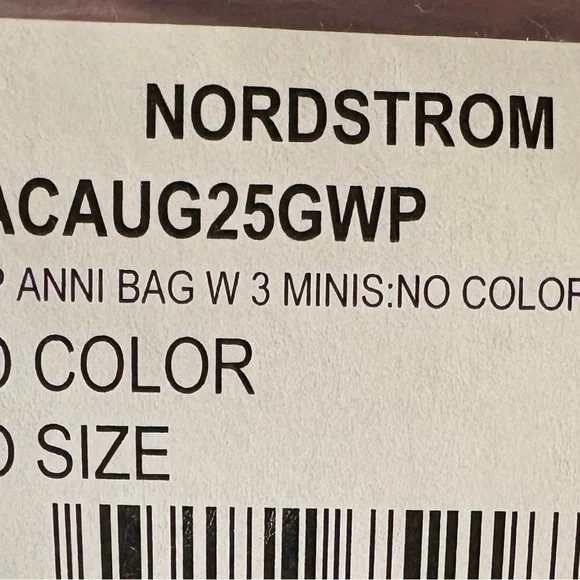 NORDSTROM
ACAUG25GWP
P ANNI BAG W 3 MINIS:NO COLOR
O COLOR
O SIZE